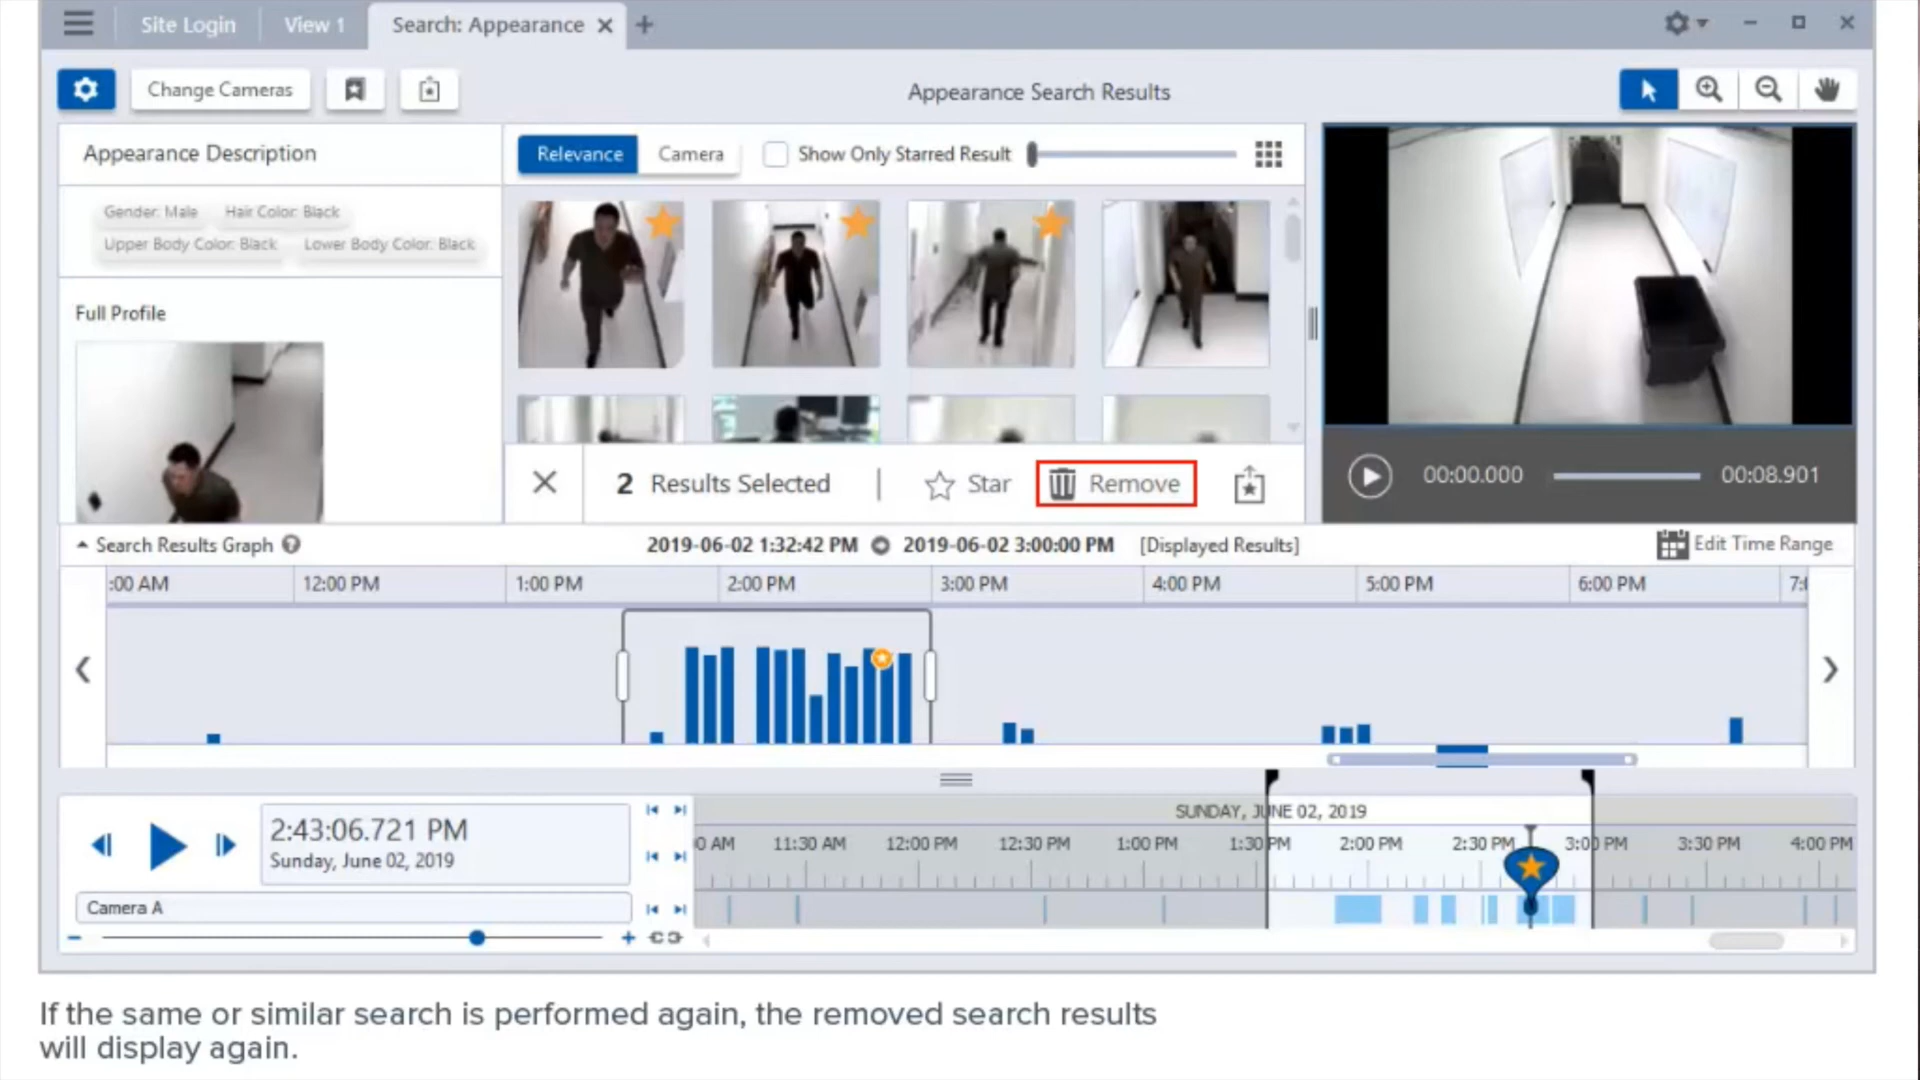 Site Login
View 1
Search: Appearance
Change Cameras
Appearance Search Results
Appearance Description
Relevance
Camera
Show Only Starred Result
Gender: Male
Hair Color: Black
Upper Body Color: Black
Lower Body Color: Black
Full Profile
2 Results Selected
Star
Remove
00:00.000
00:08.901
Search Results Graph
2019-06-02 1:32:42 PM
2019-06-02 3:00:00 PM
[Displayed Results]
Edit Time Range
:00 AM
12:00 PM
1:00 PM
2:00 PM
3:00 PM
4:00 PM
5:00 PM
6:00 PM
7:
2:43:06.721 PM
Sunday, June 02, 2019
Camera A
SUNDAY, JUNE 02, 2019
0 AM
11:30 AM
12:00 PM
12:30 PM
1:00 PM
1:30 PM
2:00 PM
2:30 PM
3:00 PM
3:30 PM
4:00 PM
If the same or similar search is performed again, the removed search results
will display again.